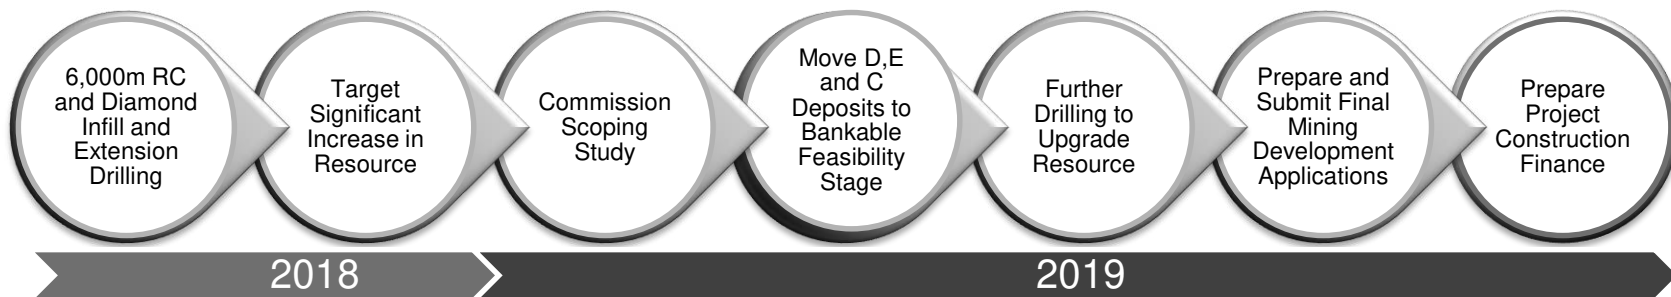 6,000m RC
and Diamond
Infill and
Extension
Drilling
Target
Significant
Increase in
Resource
Commission
Scoping
Study
Move D,E
and C
Deposits to
Bankable
Feasibility
Stage
Further
Drilling to
Upgrade
Resource
Prepare and
Submit Final
Mining
Development
Applications
Prepare
Project
Construction
Finance
2018
2019